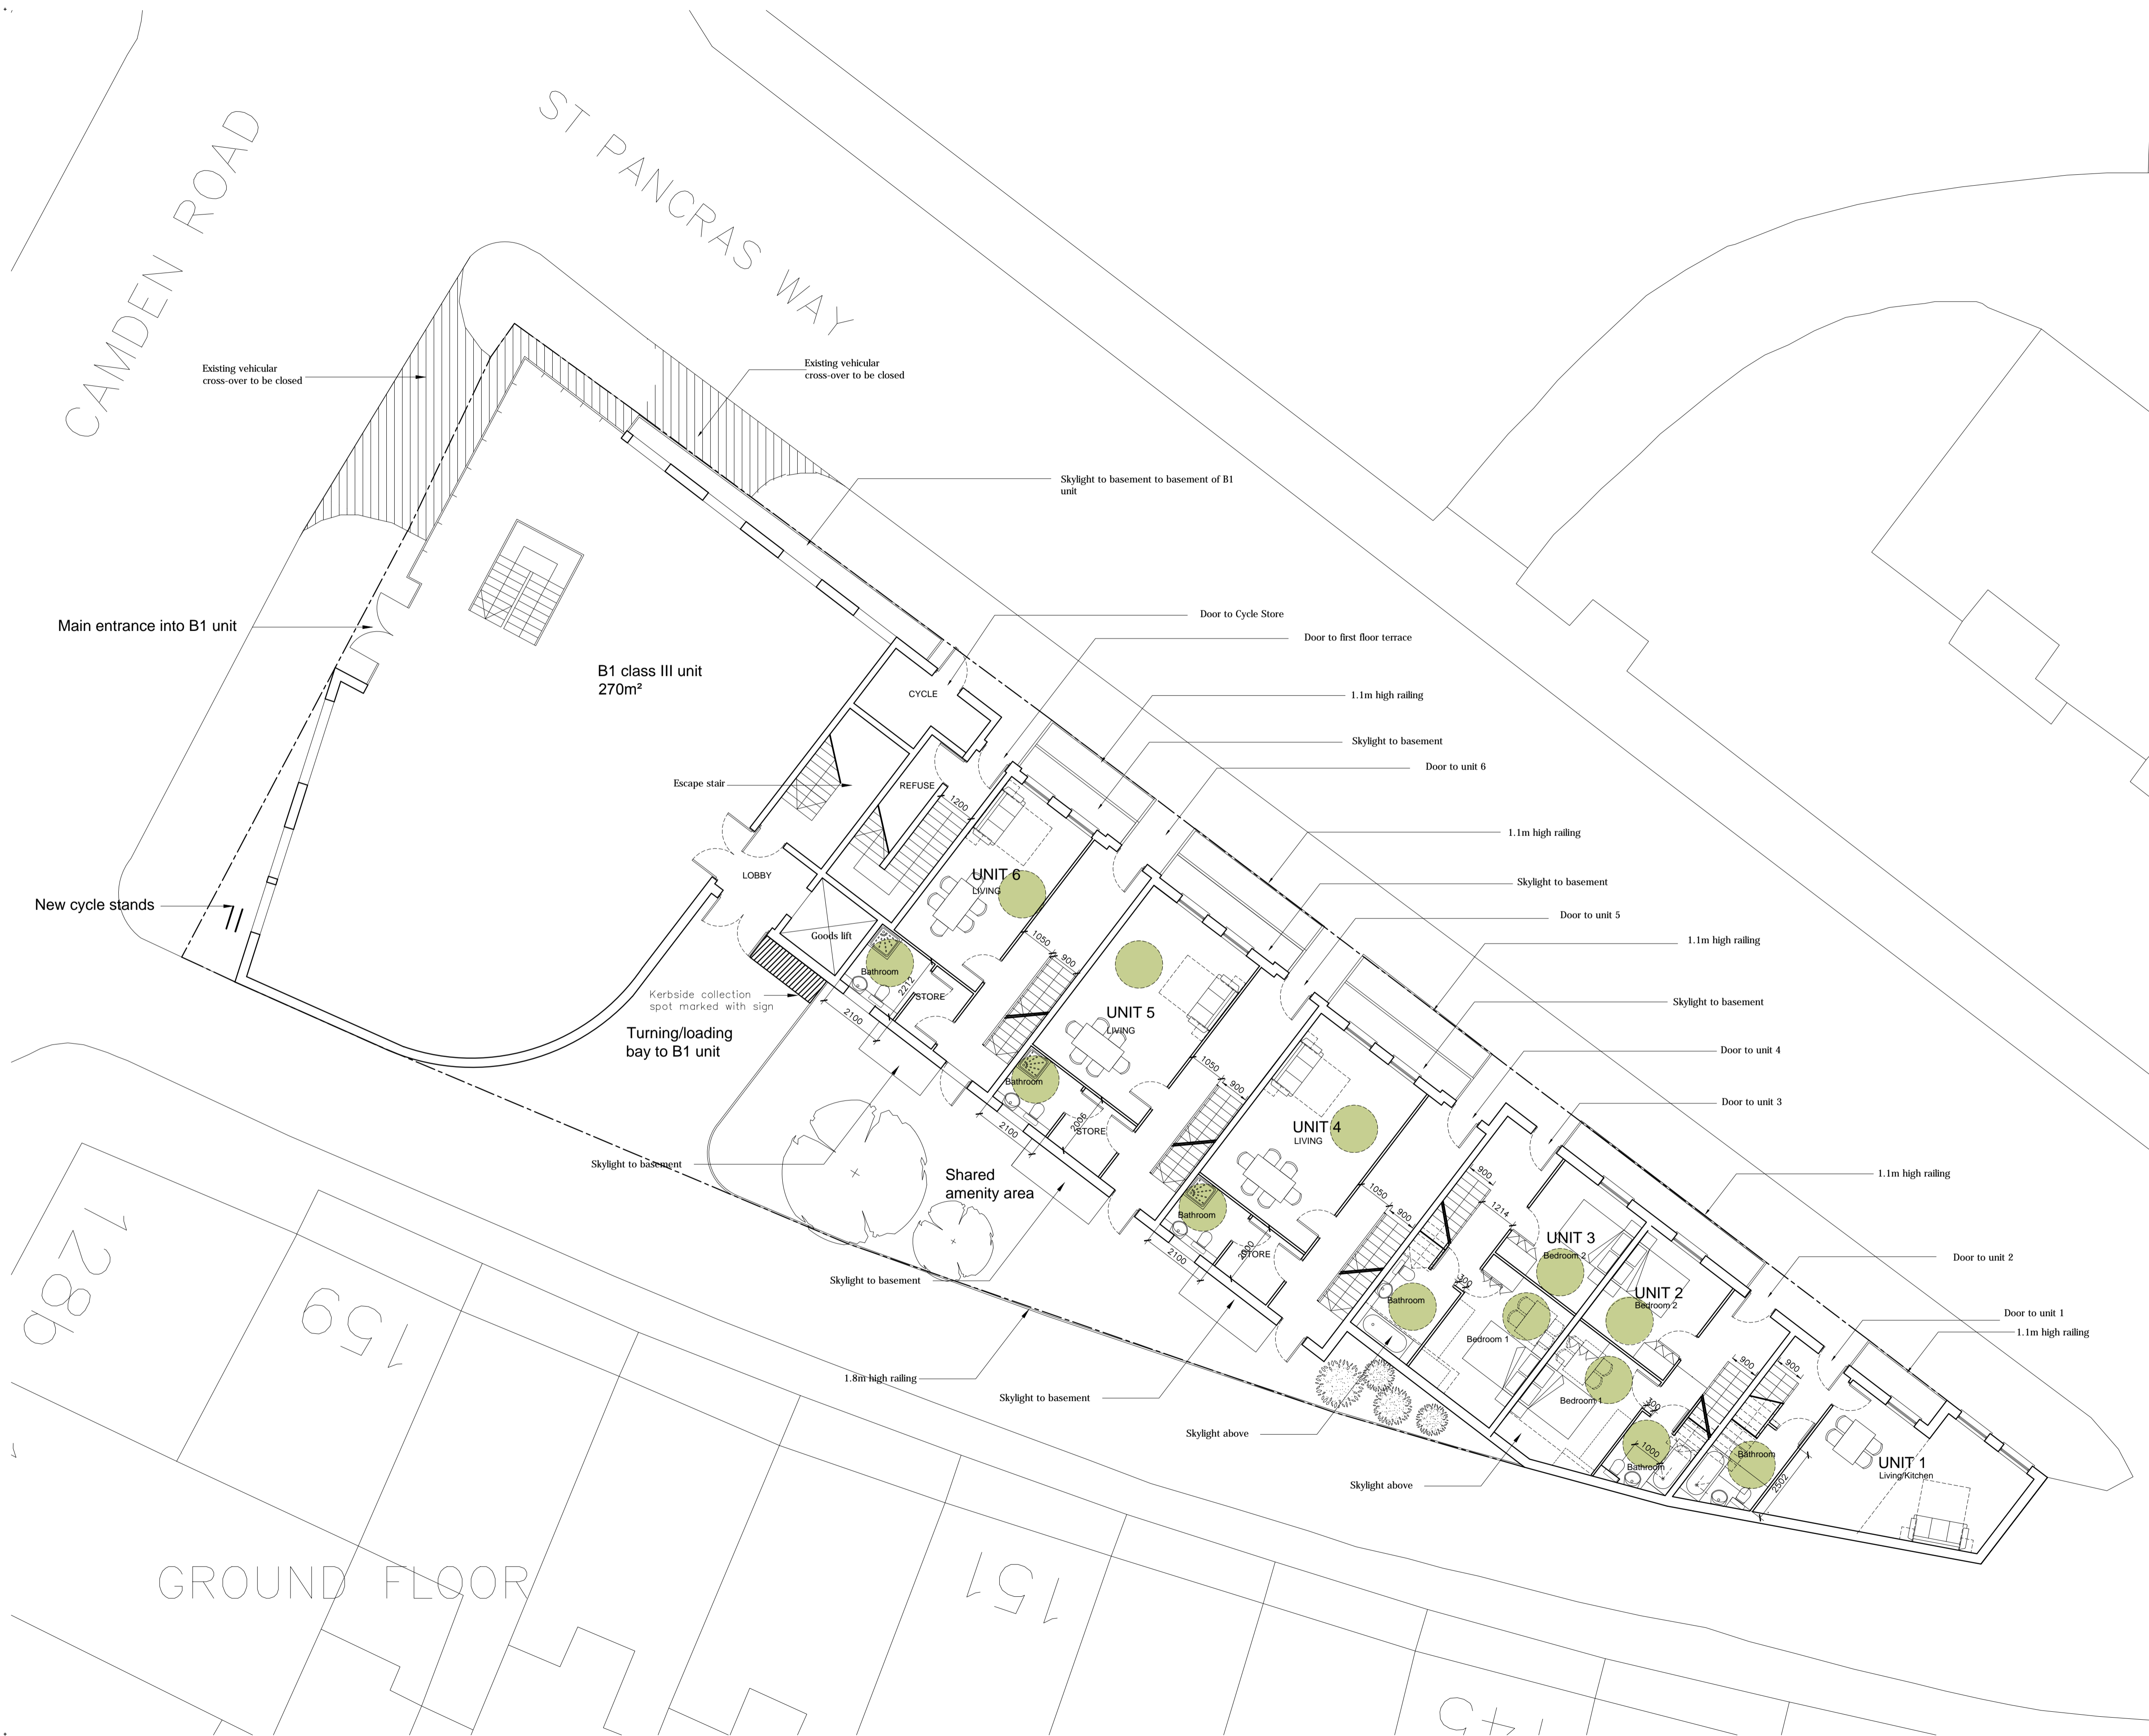 CAMDEN ROAD
ST PANCRAS WAY
Existing vehicular
cross-over to be closed
Existing vehicular
cross-over to be closed
Skylight to basement to basement of B1
unit
Main entrance into B1 unit
B1 class III unit
270m²
Door to Cycle Store
Door to first floor terrace
CYCLE
1.1m high railing
Skylight to basement
Door to unit 6
Escape stair
REFUSE
1200
1.1m high railing
LOBBY
UNIT 6
LIVING
Skylight to basement
New cycle stands
Door to unit 5
Goods lift
1050
900
1.1m high railing
Bathroom
2212
STORE
Kerbside collection
spot marked with sign
2100
Skylight to basement
UNIT 5
LIVING
Turning/loading
bay to B1 unit
Door to unit 4
1050
900
Bathroom
Door to unit 3
2100
2006
STORE
UNIT 4
LIVING
Skylight to basement
Shared
amenity area
1.1m high railing
900
1050
900
1214
Bathroom
2100
STORE
UNIT 3
Bedroom 2
Door to unit 2
Skylight to basement
300
UNIT 2
Bedroom 2
Bathroom
Door to unit 1
1.1m high railing
Bedroom 1
1.8m high railing
900
900
Skylight to basement
Bedroom 1
300
Skylight above
1000
Bathroom
Bathroom
UNIT 1
Living/Kitchen
2502
Skylight above
128b
159
151
GROUND FLOOR